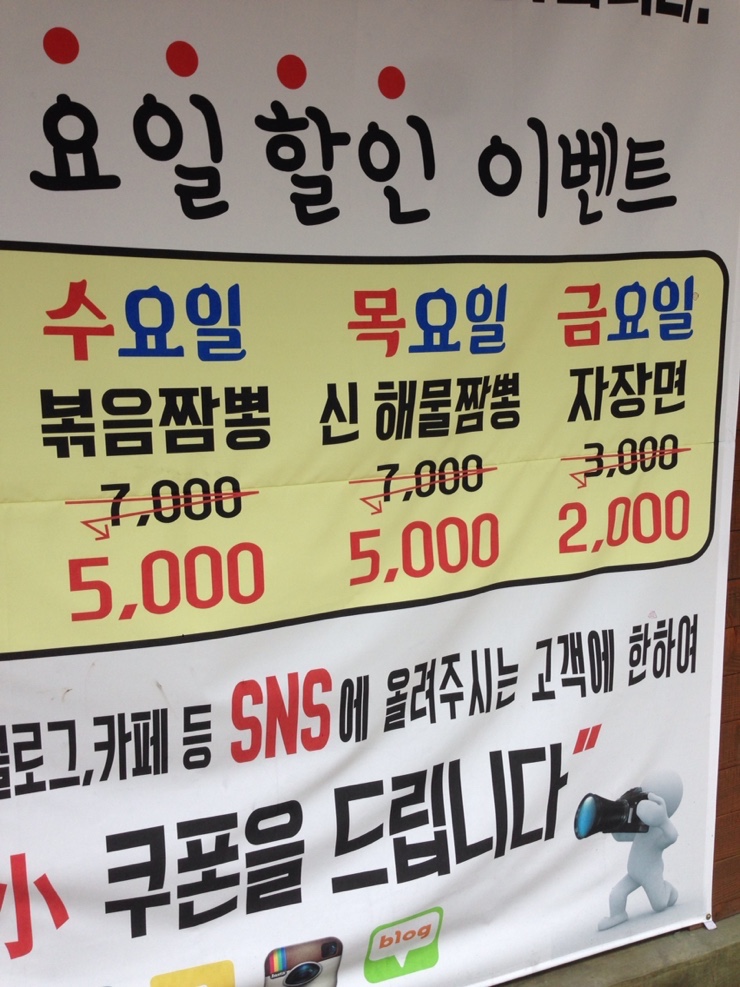 요일 할인 이벤트
수요일 목요일 금요일
볶음짬뽕 신 해물짬뽕 자장면
7,000 7,000 3,000
5,000 5,000 2,000
블로그,카페 등 SNS에 올려주시는 고객에 한하여
小 쿠폰을 드립니다"
blog